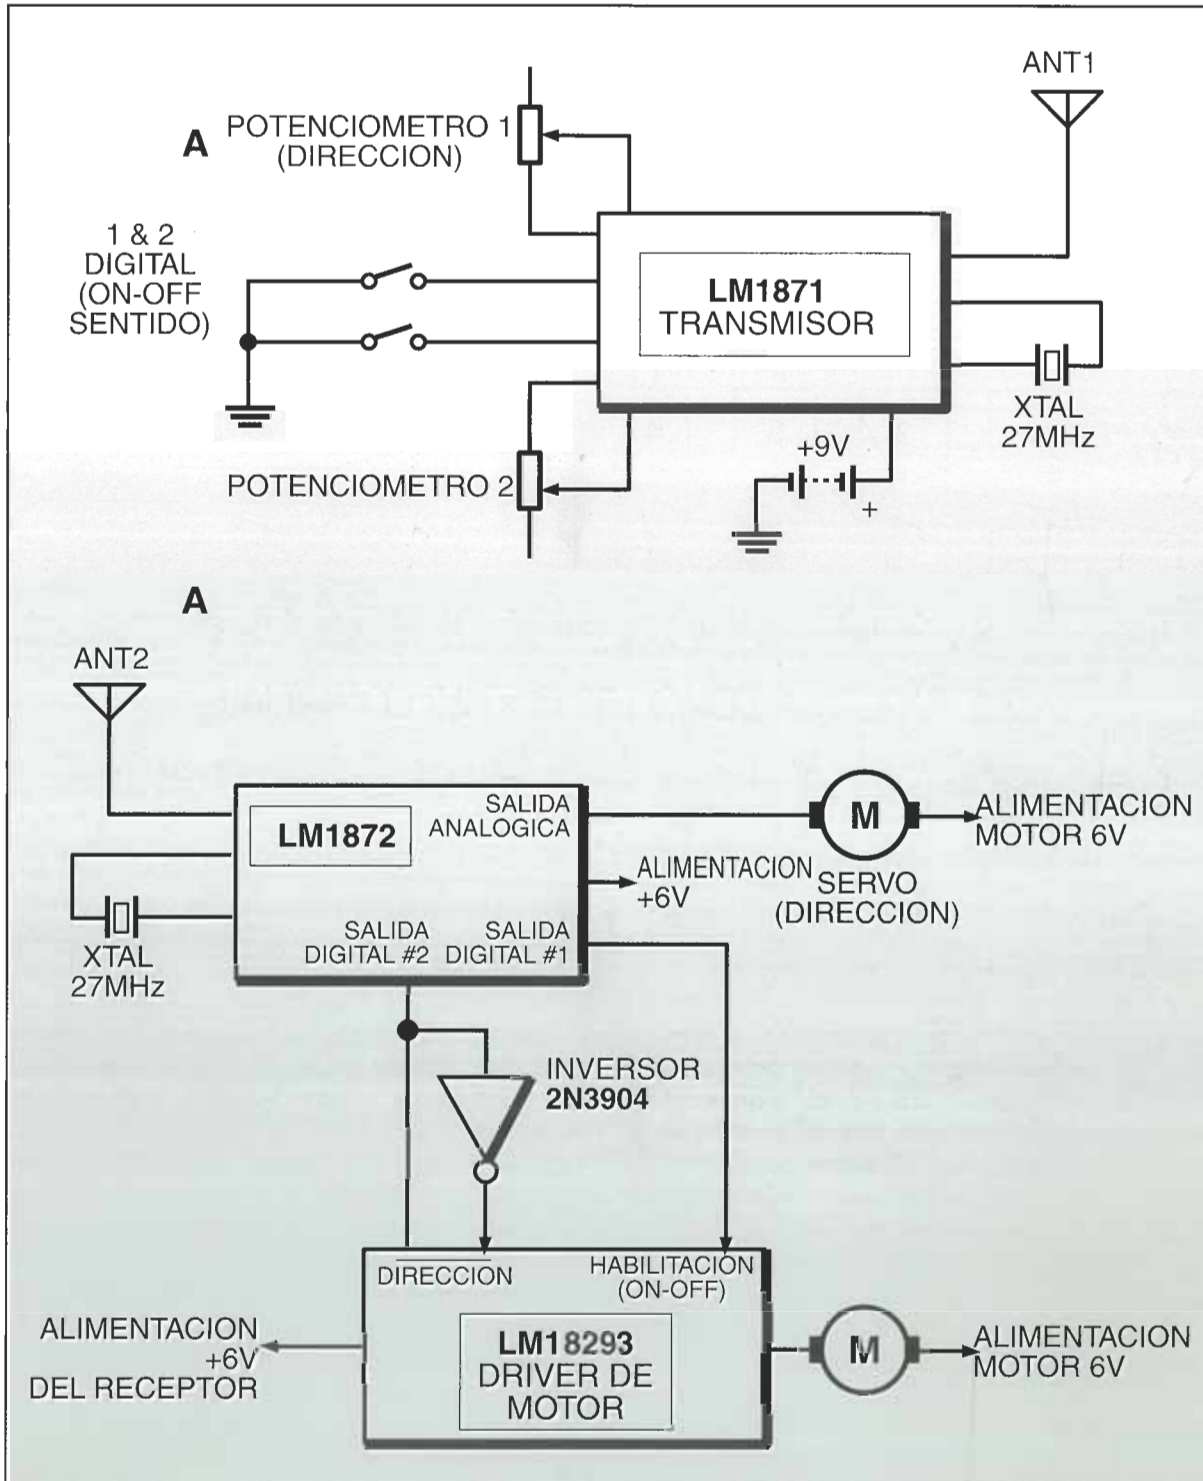 ANT1
A
POTENCIOMETRO 1
(DIRECCION)
1 & 2
DIGITAL
(ON-OFF
SENTIDO)
LM1871
TRANSMISOR
XTAL
27MHz
+9V
+
POTENCIOMETRO 2
A
ANT2
LM1872
SALIDA
ANALOGICA
M
ALIMENTACION
MOTOR 6V
ALIMENTACION
+6V
SERVO
(DIRECCION)
XTAL
27MHz
SALIDA
DIGITAL #2
SALIDA
DIGITAL #1
INVERSOR
2N3904
DIRECCION
HABILITACION
(ON-OFF)
ALIMENTACION
+6V
DEL RECEPTOR
LM18293
DRIVER DE
MOTOR
M
ALIMENTACION
MOTOR 6V